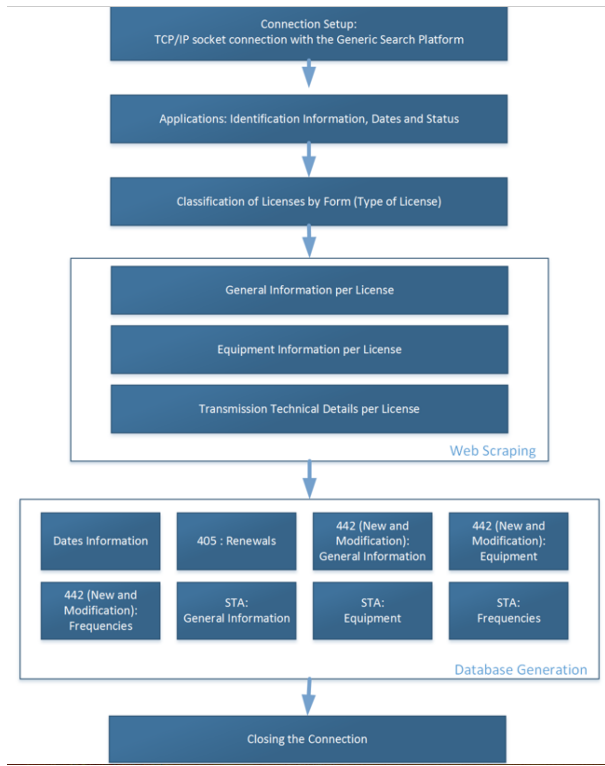 Connection Setup:
TCP/IP socket connection with the Generic Search Platform
Applications: Identification Information, Dates and Status
Classification of Licenses by Form (Type of License)
General Information per License
Equipment Information per License
Transmission Technical Details per License
Web Scraping
Dates Information
405 : Renewals
442 (New and
Modification):
General Information
442 (New and
Modification):
Equipment
442 (New and
Modification):
Frequencies
STA:
General Information
STA:
Equipment
STA:
Frequencies
Database Generation
Closing the Connection